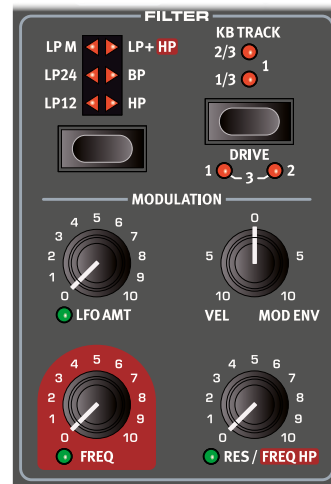 FILTER
KB TRACK
LP M LP+ HP 2/3
1
LP24 BP 1/3
LP12 HP
DRIVE
1 3 2
MODULATION
0 1 2 3 4 5 6 7 8 9 10
LFO AMT
5 0 5
10 10
VEL MOD ENV
0 1 2 3 4 5 6 7 8 9 10
FREQ
0 1 2 3 4 5 6 7 8 9 10
RES / FREQ HP